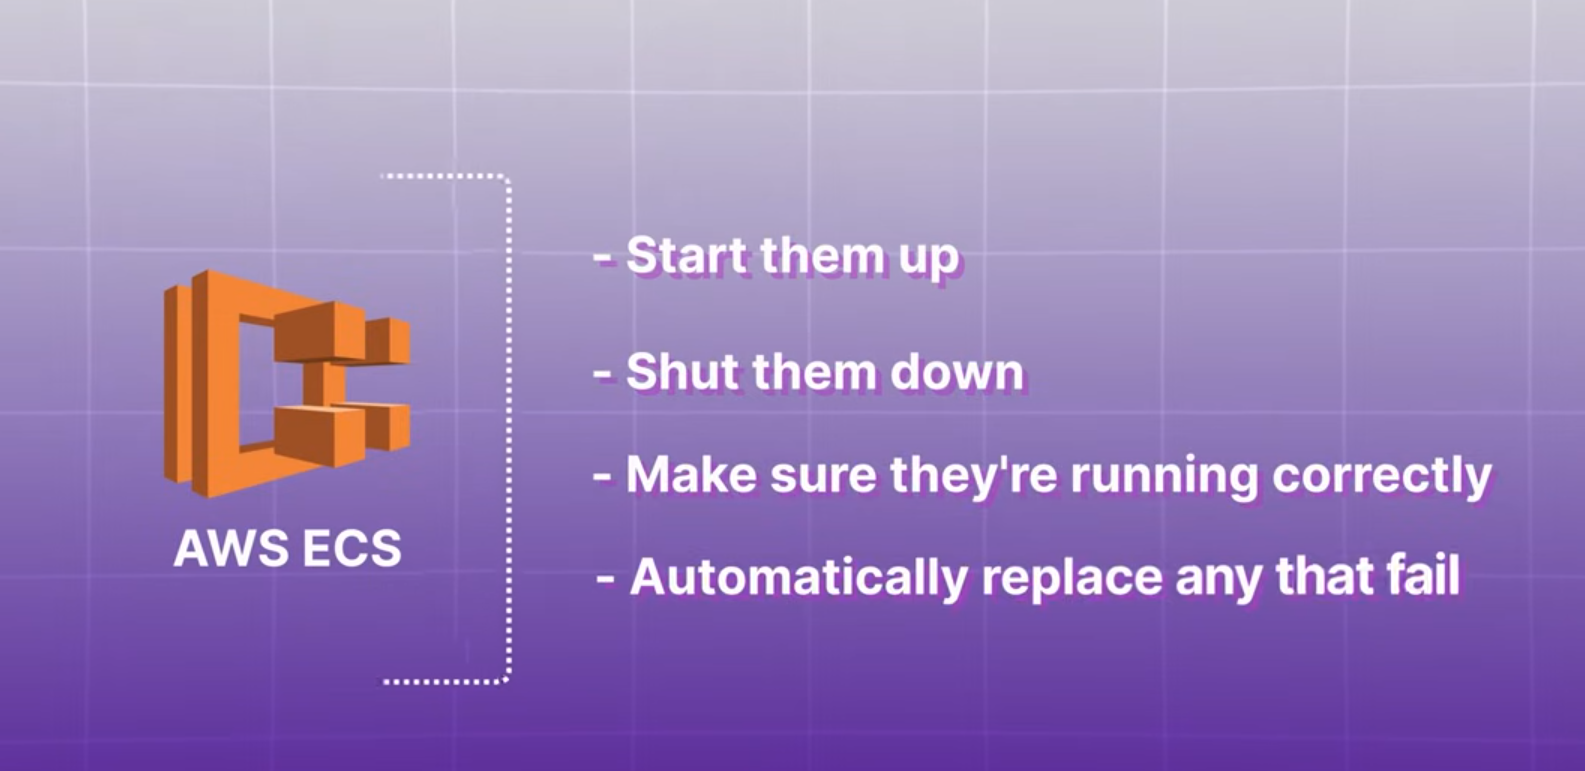 - Start them up
- Shut them down
- Make sure they're running correctly
- Automatically replace any that fail
AWS ECS